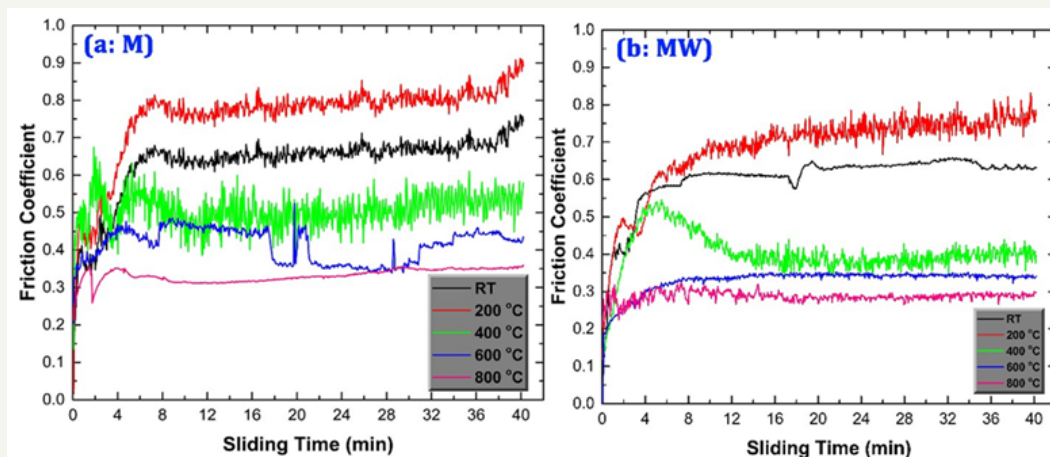 (a: M)
Friction Coefficient
1.0
0.9
0.8
0.7
0.6
0.5
0.4
0.3
0.2
0.1
0.0
0 4 8 12 16 20 24 28 32 36 40
Sliding Time (min)
RT
200 °C
400 °C
600 °C
800 °C
(b: MW)
Friction Coefficient
1.0
0.9
0.8
0.7
0.6
0.5
0.4
0.3
0.2
0.1
0.0
0 4 8 12 16 20 24 28 32 36 40
Sliding Time (min)
RT
200 °C
400 °C
600 °C
800 °C